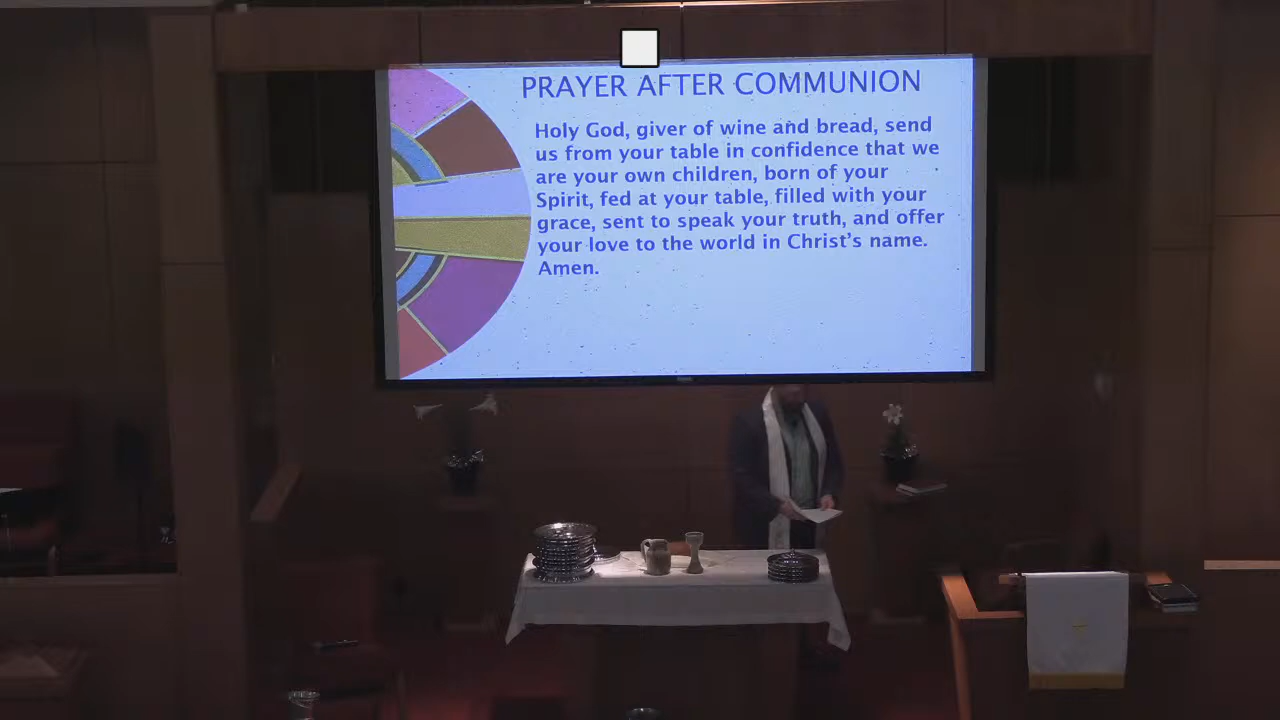 PRAYER AFTER COMMUNION
Holy God, giver of wine and bread, send
us from your table in confidence that we
are your own children, born of your
Spirit, fed at your table, filled with your
grace, sent to speak your truth, and offer
your love to the world in Christ's name.
Amen.